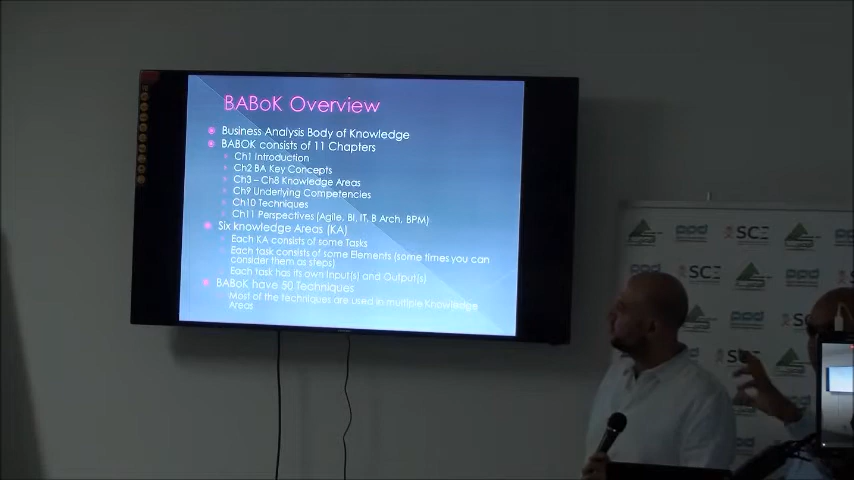 BABoK Overview
Business Analysis Body of Knowledge
BABOK consists of 11 Chapters
Ch1 Introduction
Ch2 BA Key Concepts
Ch3 – Ch8 Knowledge Areas
Ch9 Underlying Competencies
Ch10 Techniques
Ch11 Perspectives (Agile, BI, IT, B Arch, BPM)
Six knowledge Areas (KA)
Each KA consists of some Tasks
Each task consists of some Elements (some times you can
consider them as steps)
Each task has its own Input(s) and Output(s)
BABoK have 50 Techniques
Most of the techniques are used in multiple Knowledge
Areas
ppd
SCE
SCE